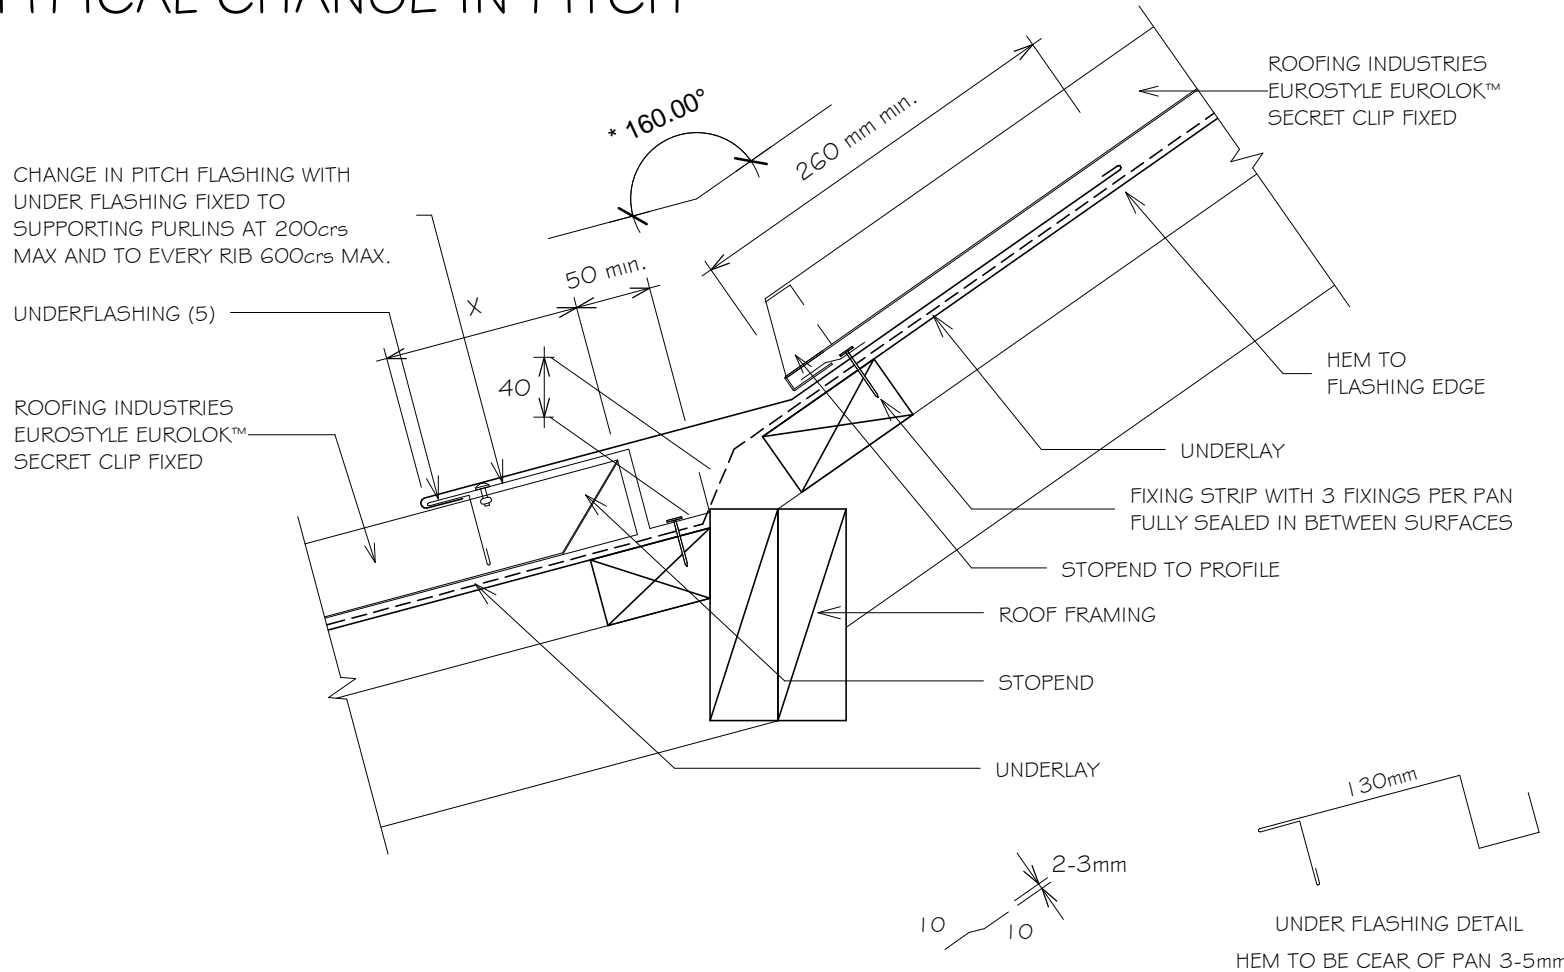 TYPICAL CHANGE IN PITCH
ROOFING INDUSTRIES
EUROSTYLE EUROLOK™
SECRET CLIP FIXED
* 160.00°
260 mm min.
CHANGE IN PITCH FLASHING WITH
UNDER FLASHING FIXED TO
SUPPORTING PURLINS AT 200crs
MAX AND TO EVERY RIB 600crs MAX.
50 min.
X
UNDERFLASHING (5)
40
HEM TO
FLASHING EDGE
ROOFING INDUSTRIES
EUROSTYLE EUROLOK™
SECRET CLIP FIXED
UNDERLAY
FIXING STRIP WITH 3 FIXINGS PER PAN
FULLY SEALED IN BETWEEN SURFACES
STOPEND TO PROFILE
ROOF FRAMING
STOPEND
UNDERLAY
130mm
2-3mm
10
10
UNDER FLASHING DETAIL
HEM TO BE CEAR OF PAN 3-5mm